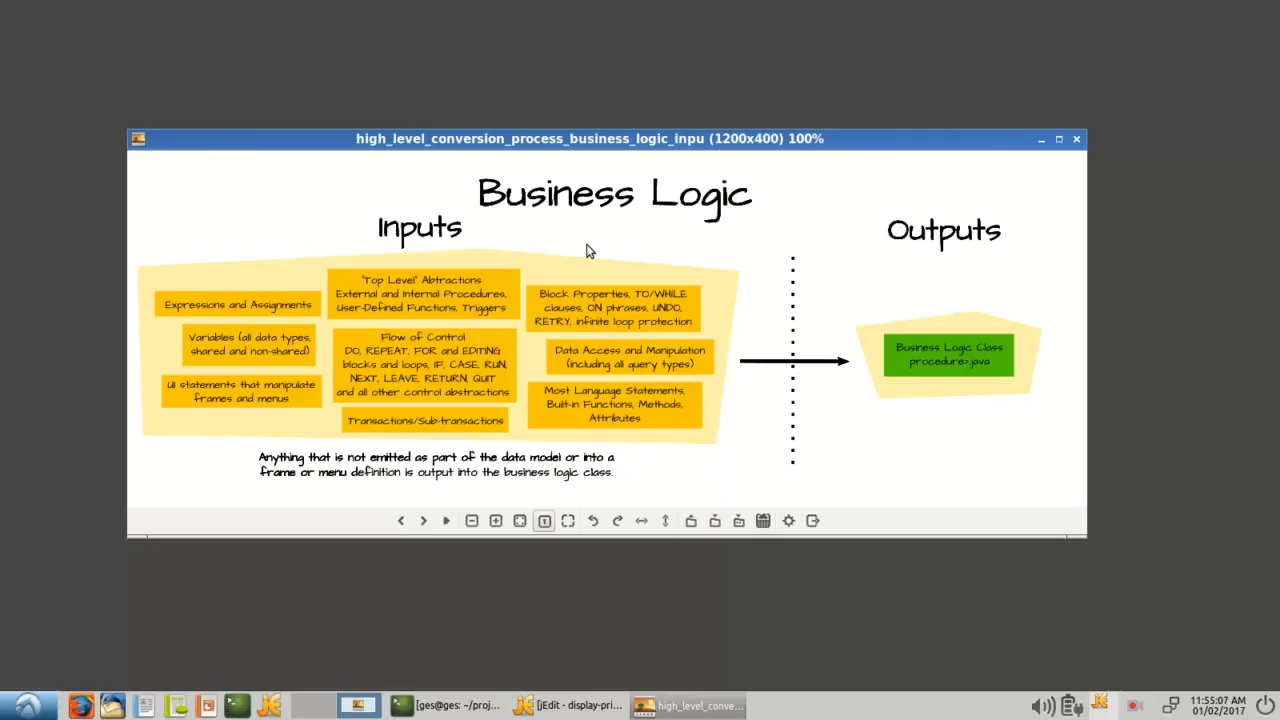 high_level_conversion_process_business_logic_inpu (1200x400) 100%
Business Logic
Inputs
Outputs
Expressions and Assignments
Variables (all data types,
shared and non-shared)
UI statements that manipulate
frames and menus
"Top Level" Abtractions
External and Internal Procedures,
User-Defined Functions, Triggers
Flow of Control
DO, REPEAT, FOR and EDITING
blocks and loops, IF, CASE, RUN,
NEXT, LEAVE, RETURN, QUIT
and all other control abstractions
Transactions/Sub-transactions
Block Properties, TO/WHILE
clauses, ON phrases, UNDO,
RETRY, infinite loop protection
Data Access and Manipulation
(including all query types)
Most Language Statements,
Built-in Functions, Methods,
Attributes
Business Logic Class
procedure>.java
Anything that is not emitted as part of the data model or into a
frame or menu definition is output into the business logic class.
[ges@ges: ~/proj...
[jEdit - display-pri...
high_level_conve...
11:55:07 AM
01/02/2017